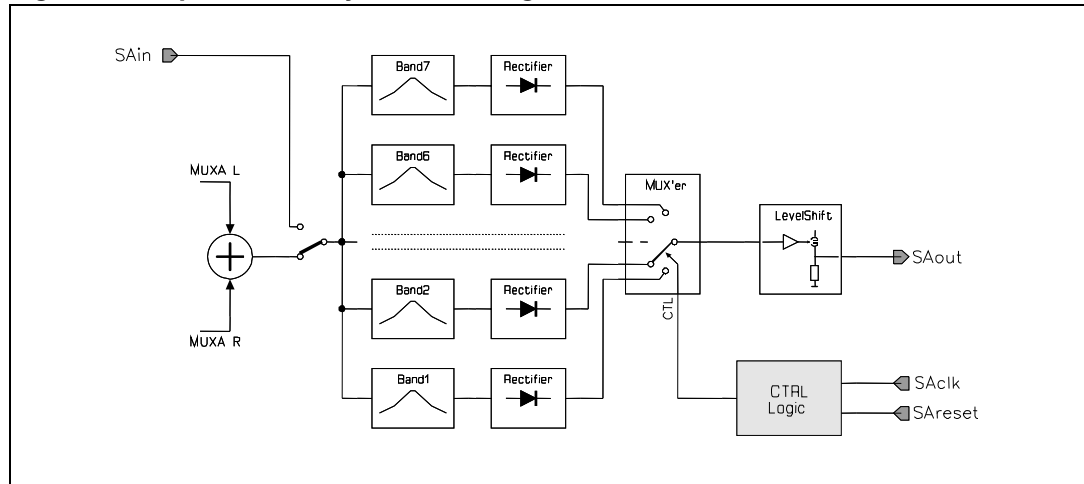 SAin
Band7
Rectifier
Band6
Rectifier
MUXA L
MUX'er
LevelShift
SAout
Band2
Rectifier
CTL
MUXA R
Band1
Rectifier
CTRL
Logic
SAclk
SAreset